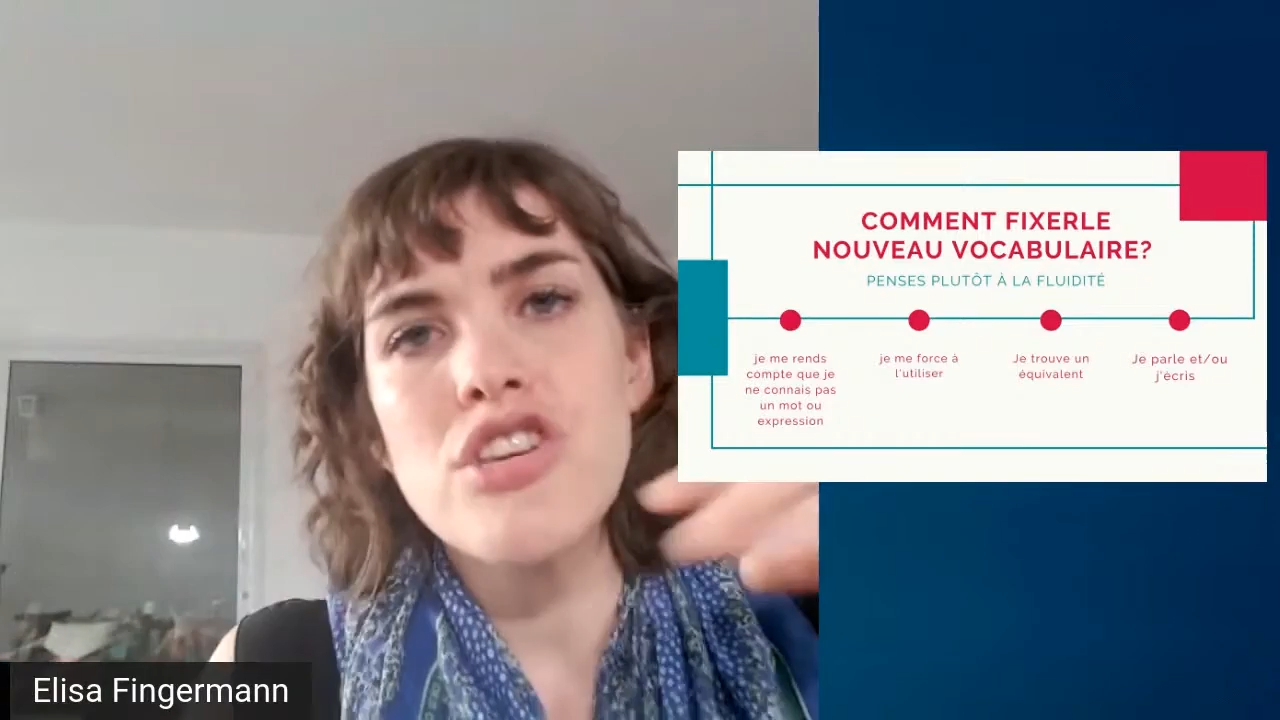 COMMENT FIXERLE
NOUVEAU VOCABULAIRE?
PENSES PLUTÔT À LA FLUIDITÉ
je me rends
compte que je
ne connais pas
un mot ou
expression
je me force à
l'utiliser
Je trouve un
équivalent
Je parle et/ou
j'écris
Elisa Fingermann